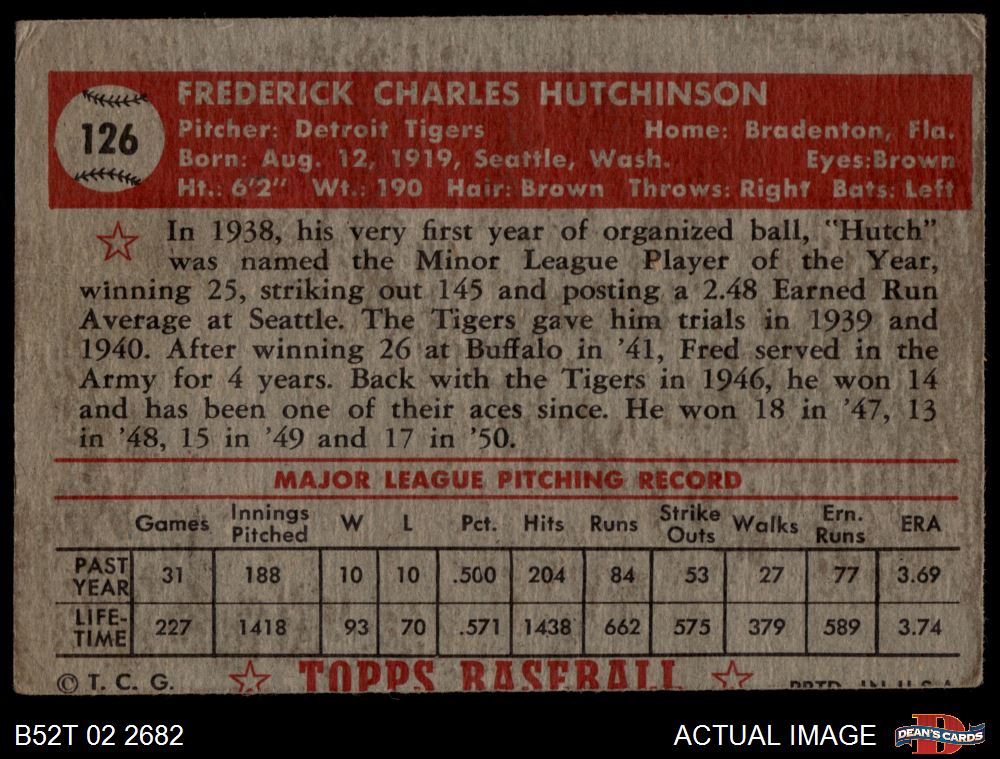 126
FREDERICK CHARLES HUTCHINSON
Pitcher: Detroit Tigers Home: Bradenton, Fla.
Born: Aug. 12, 1919, Seattle, Wash. Eyes:Brown
Ht.: 6'2" Wt.: 190 Hair: Brown Throws: Right Bats: Left
In 1938, his very first year of organized ball, "Hutch"
was named the Minor League Player of the Year,
winning 25, striking out 145 and posting a 2.48 Earned Run
Average at Seattle. The Tigers gave him trials in 1939 and
1940. After winning 26 at Buffalo in '41, Fred served in the
Army for 4 years. Back with the Tigers in 1946, he won 14
and has been one of their aces since. He won 18 in '47, 13
in '48, 15 in '49 and 17 in '50.
MAJOR LEAGUE PITCHING RECORD
Games Innings Pitched W L Pct. Hits Runs Strike Outs Walks Ern. Runs ERA
PAST YEAR 31 188 10 10 .500 204 84 53 27 77 3.69
LIFE-TIME 227 1418 93 70 .571 1438 662 575 379 589 3.74
© T. C. G. TOPPS BASEBALL PRTD. IN U.S.A.
B52T 02 2682 ACTUAL IMAGE DEAN'S CARDS